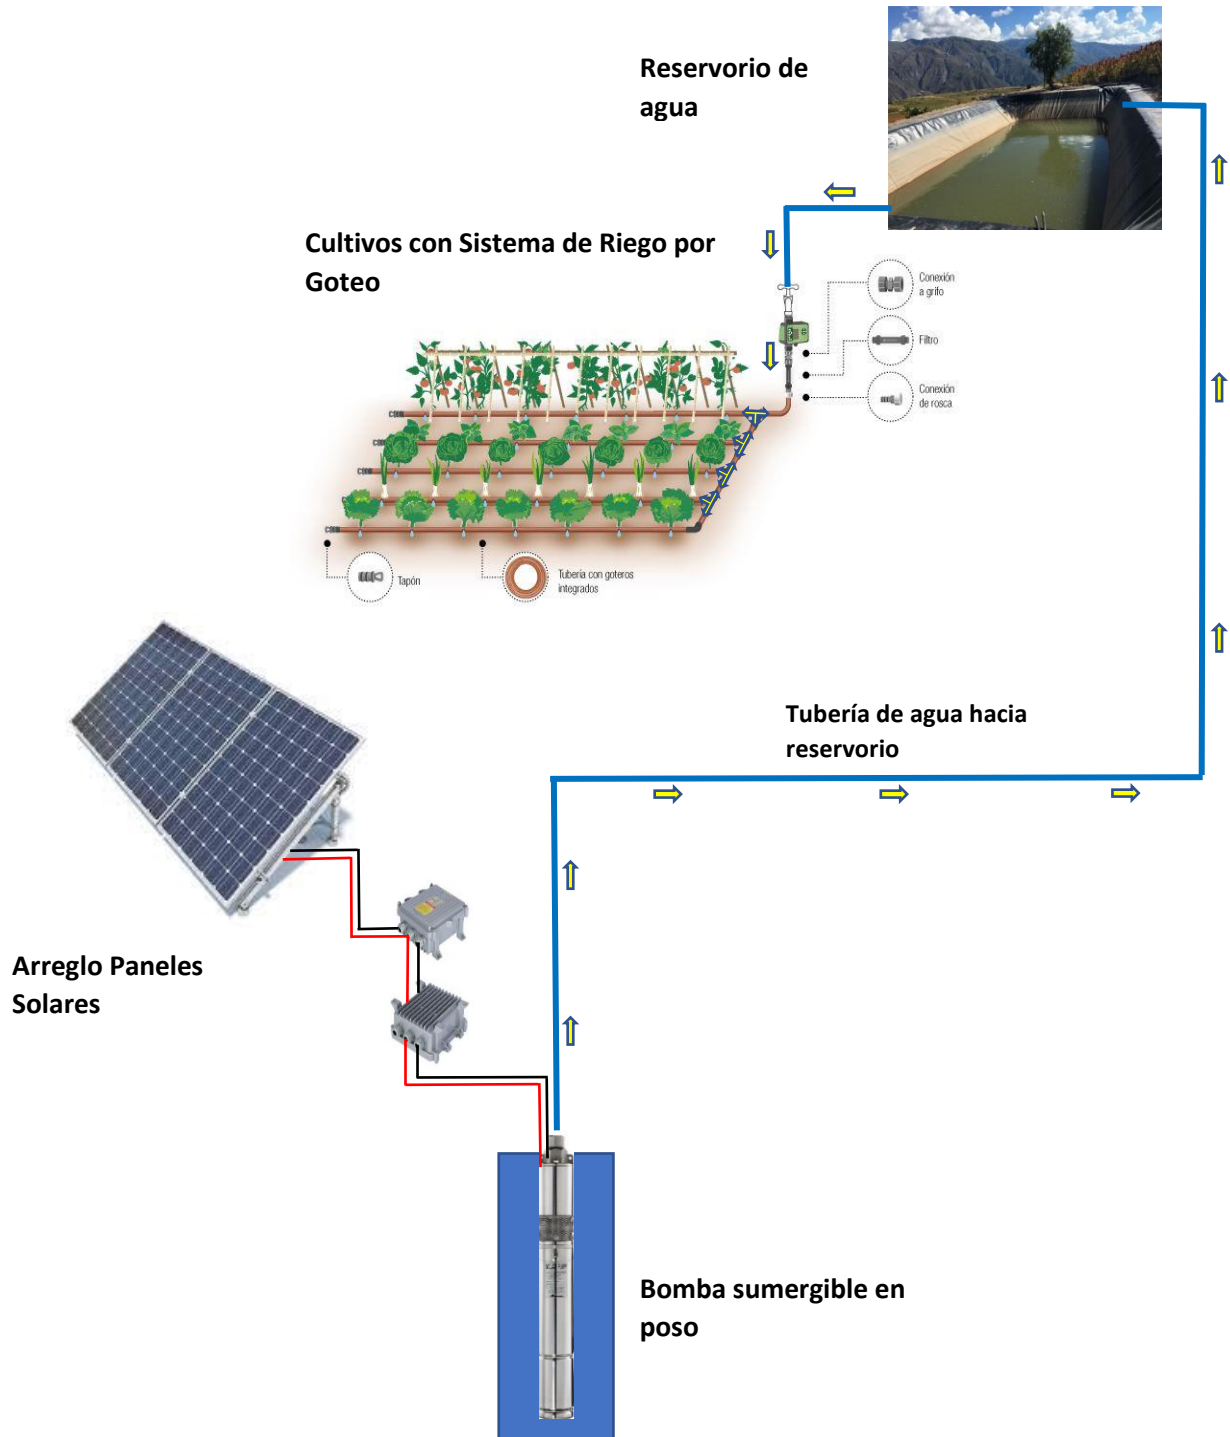 Reservorio de
agua
Cultivos con Sistema de Riego por
Goteo
Conexión
a grifo
Filtro
Conexión
de rosca
Tapón
Tubería con goteros
integrados
Tubería de agua hacia
reservorio
Arreglo Paneles
Solares
Bomba sumergible en
poso